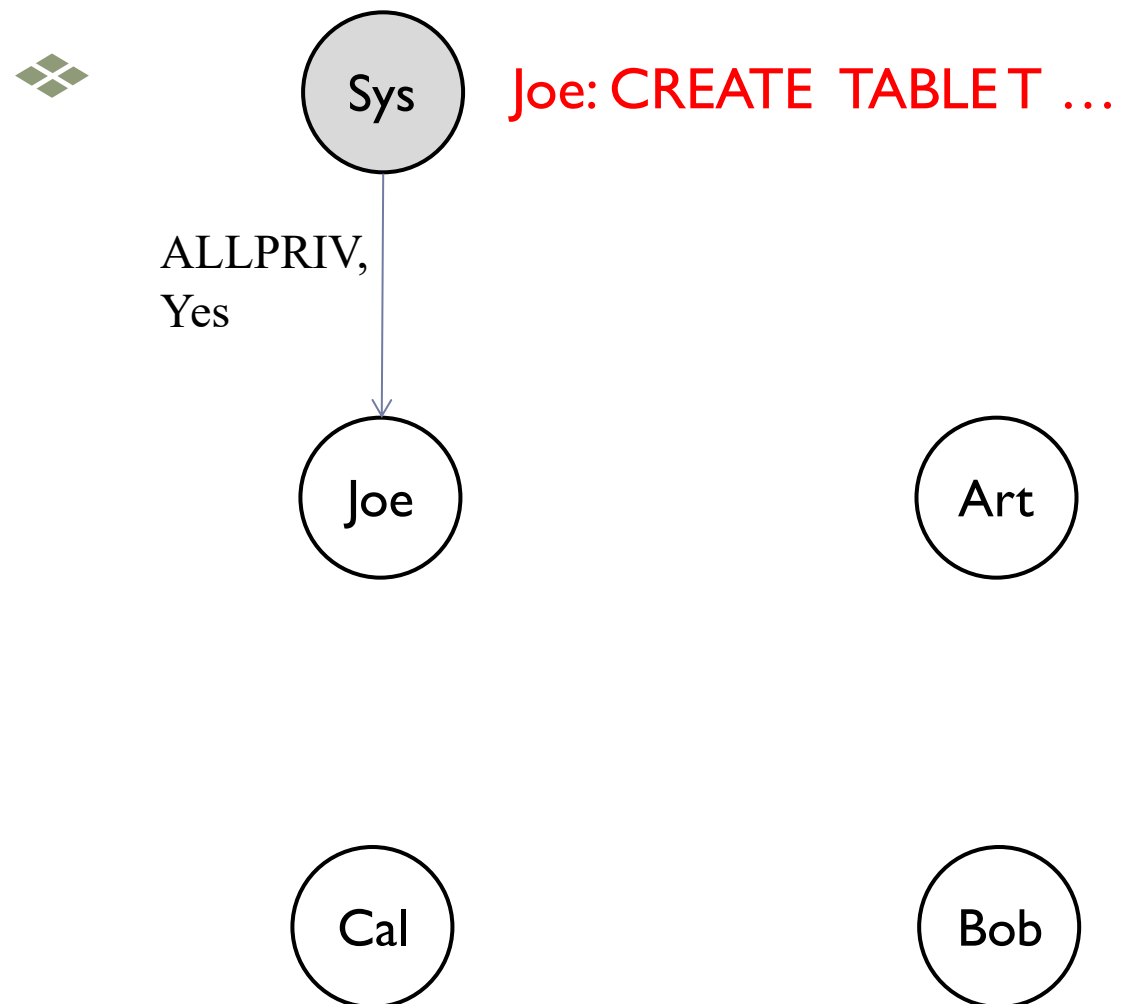 Sys
Joe: CREATE TABLE T …
ALLPRIV,
Yes
Joe
Art
Cal
Bob